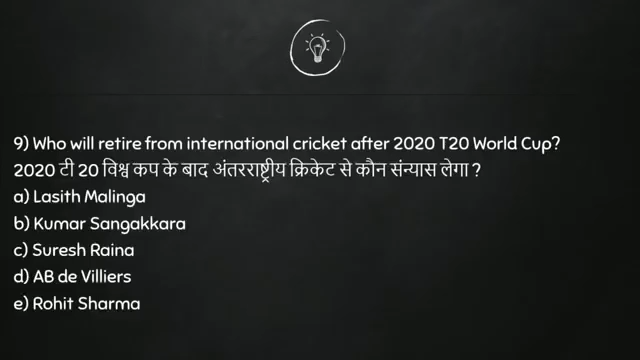 9) Who will retire from international cricket after 2020 T20 World Cup?
2020 टी 20 विश्व कप के बाद अंतरराष्ट्रीय क्रिकेट से कौन संन्यास लेगा ?
a) Lasith Malinga
b) Kumar Sangakkara
c) Suresh Raina
d) AB de Villiers
e) Rohit Sharma